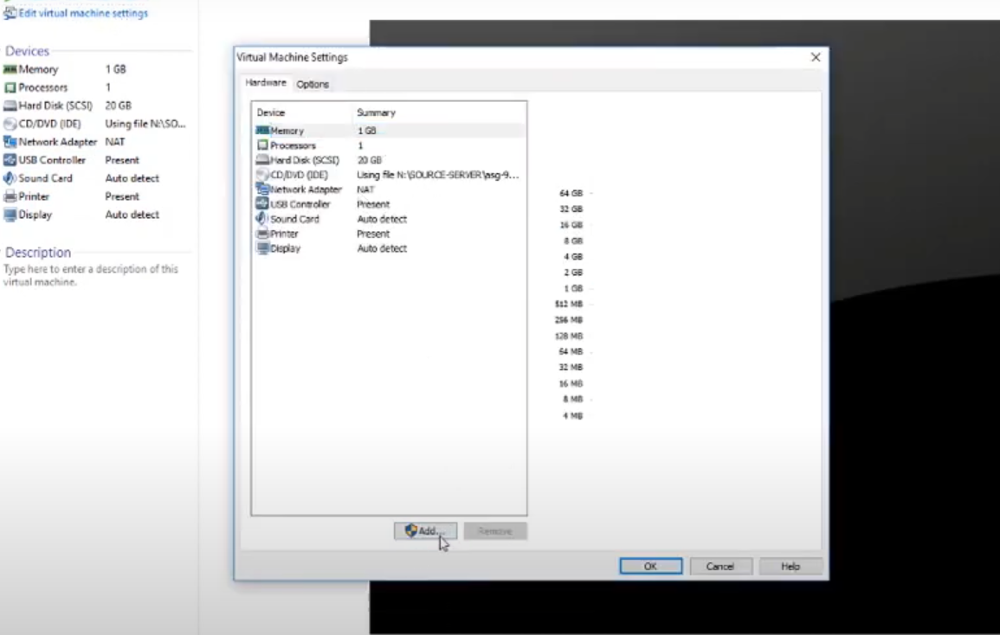 Edit virtual machine settings
Devices
Memory 1 GB
Processors 1
Hard Disk (SCSI) 20 GB
CD/DVD (IDE) Using file N:\SO...
Network Adapter NAT
USB Controller Present
Sound Card Auto detect
Printer Present
Display Auto detect
Description
Type here to enter a description of this
virtual machine.
Virtual Machine Settings
Hardware Options
Device Summary
Memory 1 GB
Processors 1
Hard Disk (SCSI) 20 GB
CD/DVD (IDE) Using file N:\SOURCE-SERVER\asg-9...
Network Adapter NAT
USB Controller Present
Sound Card Auto detect
Printer Present
Display Auto detect
64 GB
32 GB
16 GB
8 GB
4 GB
2 GB
1 GB
512 MB
256 MB
128 MB
64 MB
32 MB
16 MB
8 MB
4 MB
Add... Remove
OK Cancel Help